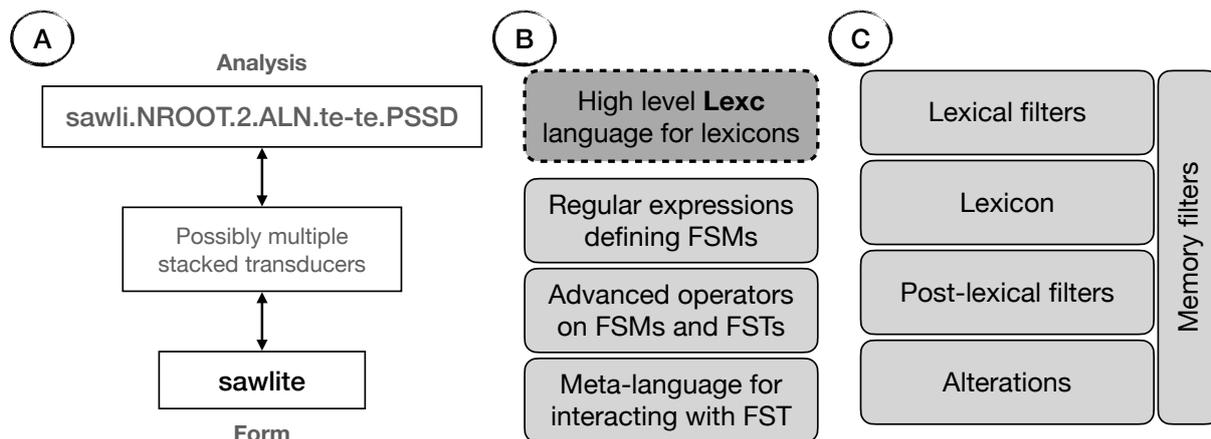 A
Analysis
sawli.NROOT.2.ALN.te-te.PSSD
Possibly multiple
stacked transducers
sawlite
Form
B
High level Lexc
language for lexicons
Regular expressions
defining FSMs
Advanced operators
on FSMs and FSTs
Meta-language for
interacting with FST
C
Lexical filters
Lexicon
Post-lexical filters
Alterations
Memory filters